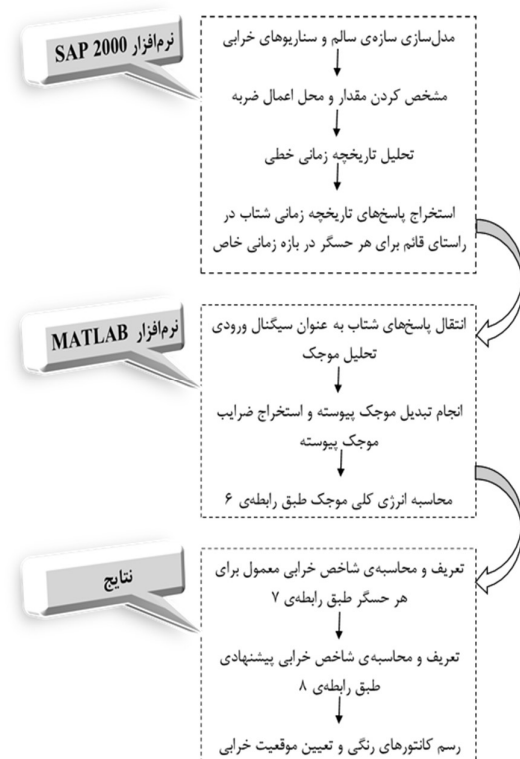 نرم‌افزار SAP 2000
مدل‌سازی سازه‌ی سالم و سناریوهای خرابی
مشخص کردن مقدار و محل اعمال ضربه
تحلیل تاریخچه زمانی خطی
استخراج پاسخ‌های تاریخچه زمانی شتاب در
راستای قائم برای هر حسگر در بازه زمانی خاص
نرم‌افزار MATLAB
انتقال پاسخ‌های شتاب به عنوان سیگنال ورودی
تحلیل موجک
انجام تبدیل موجک پیوسته و استخراج ضرایب
موجک پیوسته
محاسبه انرژی کلی موجک طبق رابطه‌ی ۶
نتایج
تعریف و محاسبه‌ی شاخص خرابی معمول برای
هر حسگر طبق رابطه‌ی ۷
تعریف و محاسبه‌ی شاخص خرابی پیشنهادی
طبق رابطه‌ی ۸
رسم کانتورهای رنگی و تعیین موقعیت خرابی